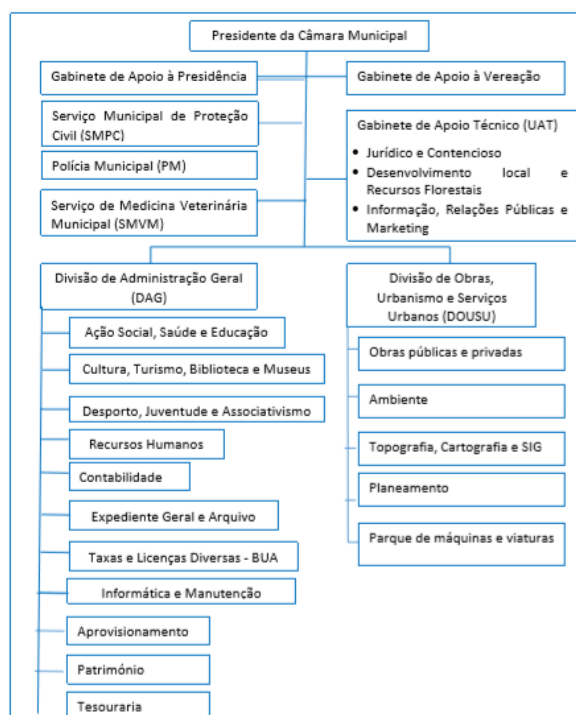 Presidente da Câmara Municipal
Gabinete de Apoio à Presidência
Gabinete de Apoio à Vereação
Serviço Municipal de Proteção
Civil (SMPC)
Polícia Municipal (PM)
Serviço de Medicina Veterinária
Municipal (SMVM)
Gabinete de Apoio Técnico (UAT)
• Jurídico e Contencioso
• Desenvolvimento local e
Recursos Florestais
• Informação, Relações Públicas e
Marketing
Divisão de Administração Geral
(DAG)
Ação Social, Saúde e Educação
Cultura, Turismo, Biblioteca e Museus
Desporto, Juventude e Associativismo
Recursos Humanos
Contabilidade
Expediente Geral e Arquivo
Taxas e Licenças Diversas - BUA
Informática e Manutenção
Aprovisionamento
Património
Tesouraria
Divisão de Obras,
Urbanismo e Serviços
Urbanos (DOUSU)
Obras públicas e privadas
Ambiente
Topografia, Cartografia e SIG
Planeamento
Parque de máquinas e viaturas